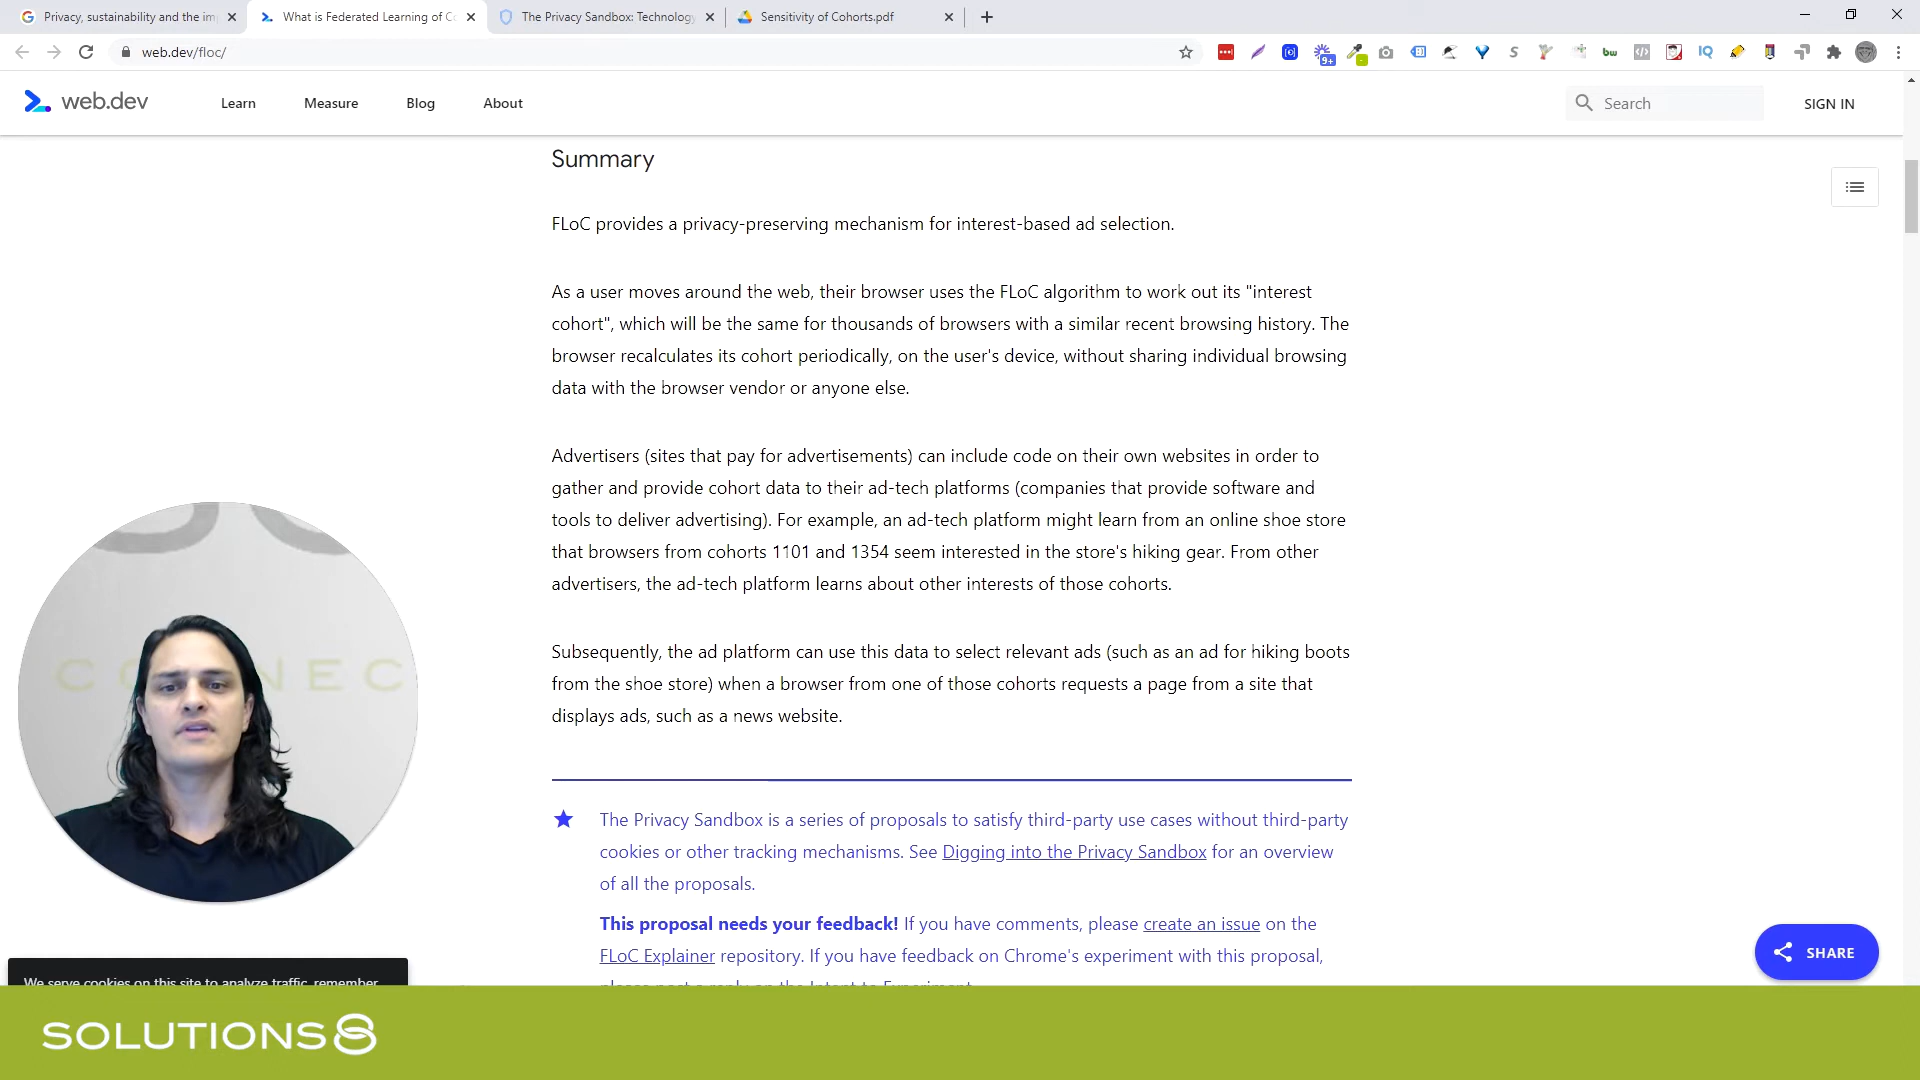 Privacy, sustainability and the im
What is Federated Learning of Co
The Privacy Sandbox: Technology
Sensitivity of Cohorts.pdf
web.dev/floc/
9+
S
bw
IQ
web.dev
Learn
Measure
Blog
About
Search
SIGN IN
Summary
FLoC provides a privacy-preserving mechanism for interest-based ad selection.
As a user moves around the web, their browser uses the FLoC algorithm to work out its "interest
cohort", which will be the same for thousands of browsers with a similar recent browsing history. The
browser recalculates its cohort periodically, on the user's device, without sharing individual browsing
data with the browser vendor or anyone else.
Advertisers (sites that pay for advertisements) can include code on their own websites in order to
gather and provide cohort data to their ad-tech platforms (companies that provide software and
tools to deliver advertising). For example, an ad-tech platform might learn from an online shoe store
that browsers from cohorts 1101 and 1354 seem interested in the store's hiking gear. From other
advertisers, the ad-tech platform learns about other interests of those cohorts.
Subsequently, the ad platform can use this data to select relevant ads (such as an ad for hiking boots
from the shoe store) when a browser from one of those cohorts requests a page from a site that
displays ads, such as a news website.
The Privacy Sandbox is a series of proposals to satisfy third-party use cases without third-party
cookies or other tracking mechanisms. See Digging into the Privacy Sandbox for an overview
of all the proposals.
This proposal needs your feedback! If you have comments, please create an issue on the
FLoC Explainer repository. If you have feedback on Chrome's experiment with this proposal,
please post a reply on the Intent to Experiment.
SHARE
We serve cookies on this site to analyze traffic, remember
SOLUTIONS 8